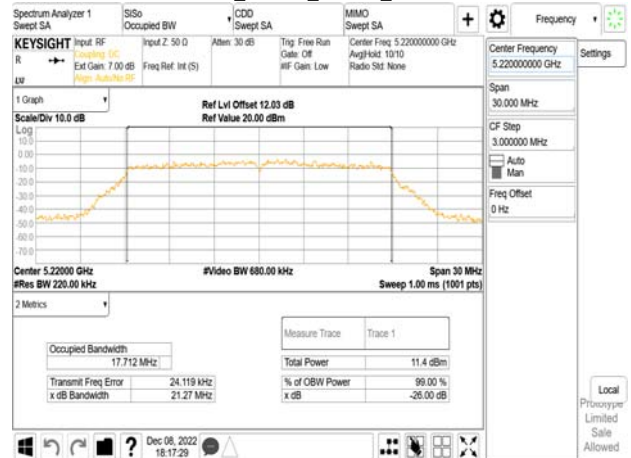 Spectrum Analyzer 1
Swept SA
SISo
Occupied BW
CDD
Swept SA
MIMO
Swept SA
+
Frequency
KEYSIGHT
R
LXI
Input: RF
Coupling: DC
Ext Gain: 7.00 dB
Align: Auto/No RF
Input Z: 50 Ω
Freq Ref: Int (S)
Atten: 30 dB
Trig: Free Run
Gate: Off
#IF Gain: Low
Center Freq: 5.220000000 GHz
Avg|Hold: 10/10
Radio Std: None
Center Frequency
5.220000000 GHz
Settings
Span
30.000 MHz
CF Step
3.000000 MHz
Auto
Man
Freq Offset
0 Hz
1 Graph
Scale/Div 10.0 dB
Ref Lvl Offset 12.03 dB
Ref Value 20.00 dBm
Log
10.0
0.00
-10.0
-20.0
-30.0
-40.0
-50.0
-60.0
-70.0
Center 5.22000 GHz
#Res BW 220.00 kHz
#Video BW 680.00 kHz
Span 30 MHz
Sweep 1.00 ms (1001 pts)
2 Metrics
Measure Trace
Trace 1
Occupied Bandwidth
17.712 MHz
Total Power
11.4 dBm
Transmit Freq Error
24.119 kHz
% of OBW Power
99.00 %
x dB Bandwidth
21.27 MHz
x dB
-26.00 dB
Local
Prototype
Limited
Sale
Allowed
?
Dec 08, 2022
18:17:29